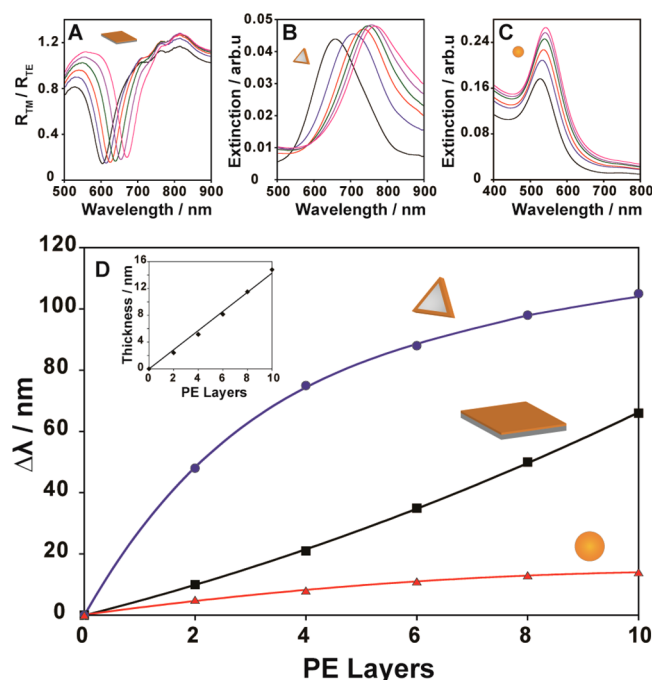 A
B
C
R_TM / R_TE
1.2
0.8
0.4
0
500 600 700 800 900
Wavelength / nm
Extinction / arb.u
0.05
0.04
0.03
0.02
0.01
0
500 600 700 800 900
Wavelength / nm
Extinction / arb.u
0.24
0.16
0.08
0
400 500 600 700 800
Wavelength / nm
D
Δλ / nm
120
100
80
60
40
20
0
0 2 4 6 8 10
PE Layers
Thickness / nm
16
12
8
4
0
0 2 4 6 8 10
PE Layers